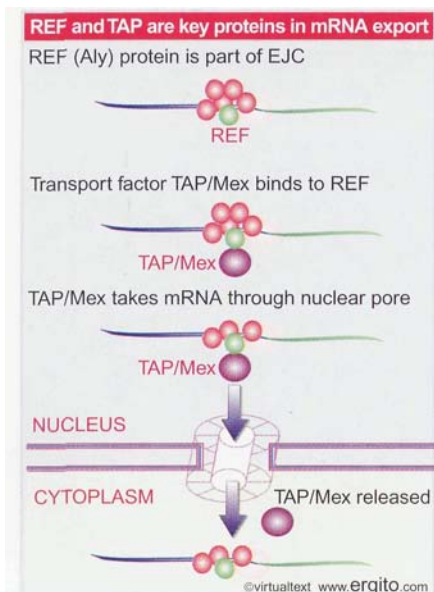 REF and TAP are key proteins in mRNA export
REF (Aly) protein is part of EJC
REF
Transport factor TAP/Mex binds to REF
TAP/Mex
TAP/Mex takes mRNA through nuclear pore
TAP/Mex
NUCLEUS
CYTOPLASM
TAP/Mex released
©virtualtext www.ergito.com